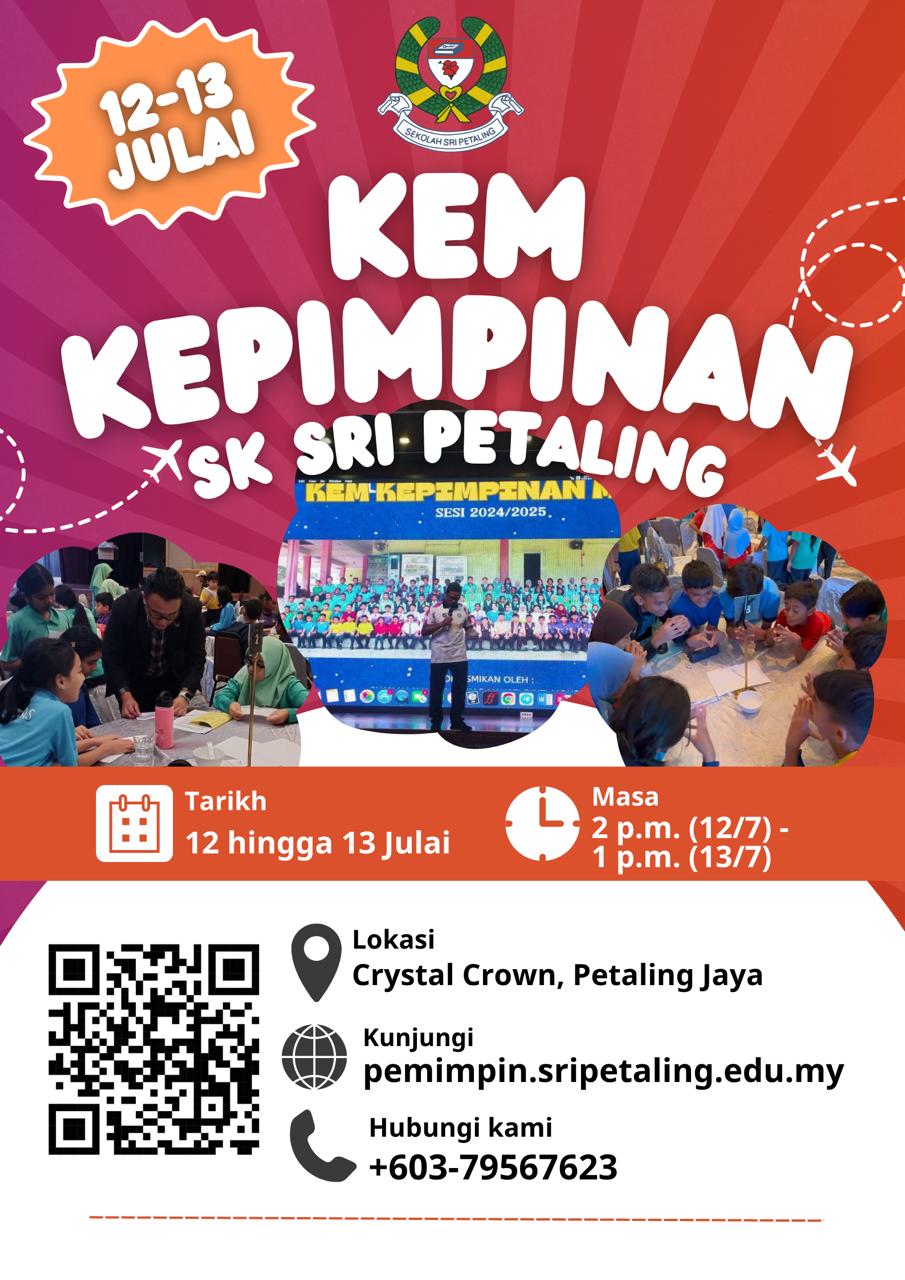 12-13
JULAI
SEKOLAH SRI PETALING
KEM
KEPIMPINAN
SK SRI PETALING
KEM KEPIMPINAN M
SESI 2024/2025
SMIKAN OLEH :
Tarikh
12 hingga 13 Julai
Masa
2 p.m. (12/7) -
1 p.m. (13/7)
Lokasi
Crystal Crown, Petaling Jaya
Kunjungi
pemimpin.sripetaling.edu.my
Hubungi kami
+603-79567623